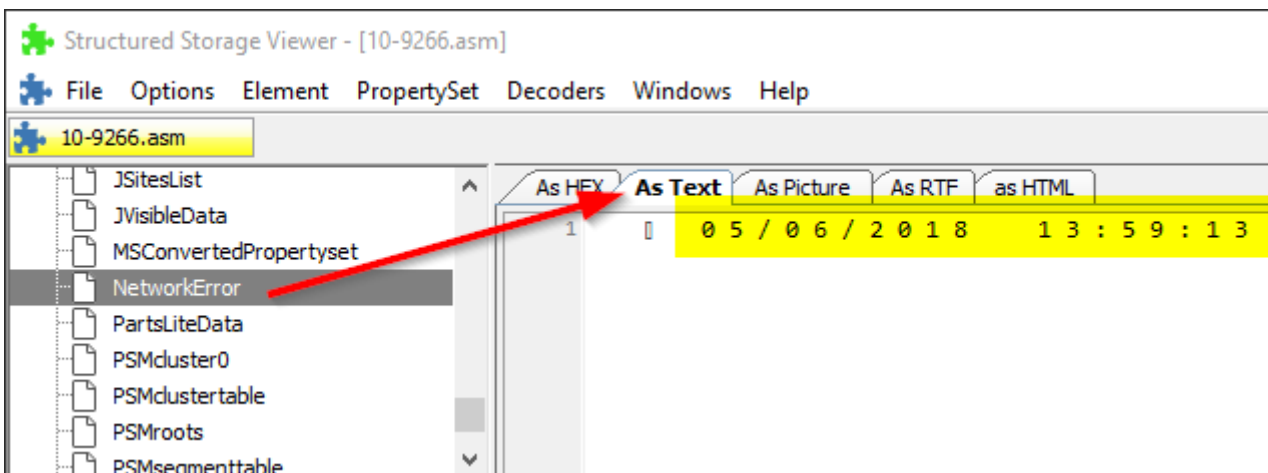 Structured Storage Viewer - [10-9266.asm]
File Options Element PropertySet Decoders Windows Help
10-9266.asm
JSitesList
JVisibleData
MSConvertedPropertyset
NetworkError
PartsLiteData
PSMcluster0
PSMclustertable
PSMroots
PSMsegmenttable
As HEX As Text As Picture As RTF as HTML
1 05/06/2018 13:59:13